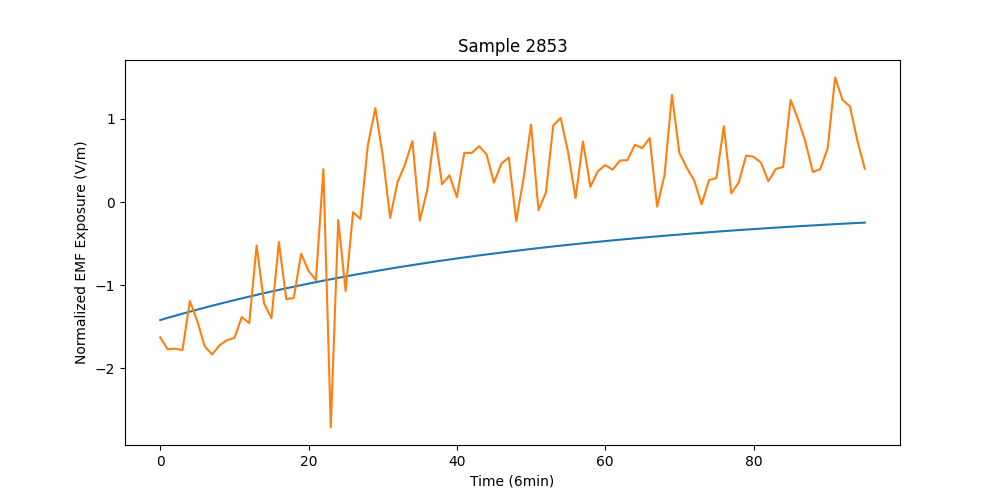 Sample 2853
Normalized EMF Exposure (V/m)
1
0
−1
−2
0 20 40 60 80
Time (6min)